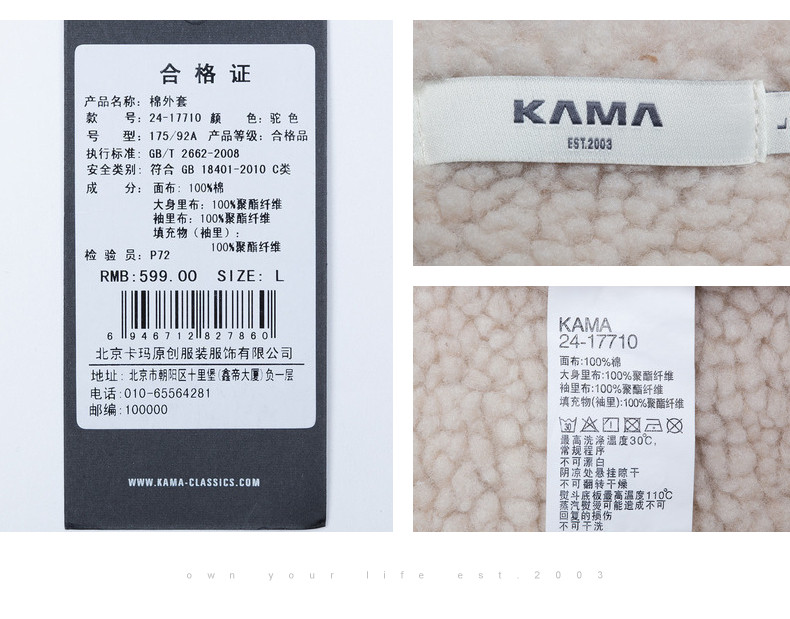 合格证
产品名称: 棉外套
款 号: 24-17710 颜 色: 驼 色
号 型: 175/92A 产品等级: 合格品
执行标准: GB/T 2662-2008
安全类别: 符合 GB 18401-2010 C类
成 分: 面布: 100%棉
大身里布: 100%聚酯纤维
袖里布: 100%聚酯纤维
填充物 (袖里):
100%聚酯纤维
检 验 员: P72
RMB:599.00 SIZE: L
6 946712 827860
北京卡玛原创服装服饰有限公司
地址: 北京市朝阳区十里堡(鑫帝大厦)负一层
电话:010-65564281
邮编:100000
WWW.KAMA-CLASSICS.COM
KAMA
EST.2003
KAMA
24-17710
面布:100%棉
大身里布:100%聚酯纤维
袖里布:100%聚酯纤维
填充物(袖里):100%聚酯纤维
最高洗涤温度30℃,
常规程序
不可漂白
阴凉处悬挂晾干
不可翻转干燥
熨斗底板最高温度110℃
蒸汽熨烫可能造成不可
回复的损伤
不可干洗
own your life est.2003